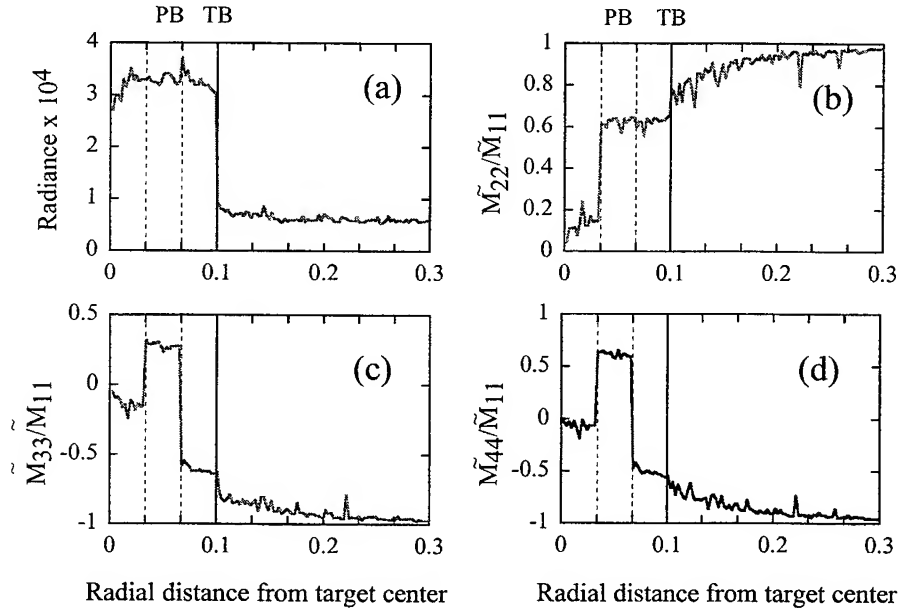 PB TB PB TB
4
3
2
1
0
Radiance x 10⁴
(a)
0 0.1 0.2 0.3
1
0.8
0.6
0.4
0.2
0
M̃22/M̃11
(b)
0 0.1 0.2 0.3
0.5
0
-0.5
-1
M̃33/M̃11
(c)
0 0.1 0.2 0.3
Radial distance from target center
1
0.5
0
-0.5
-1
M̃44/M̃11
(d)
0 0.1 0.2 0.3
Radial distance from target center